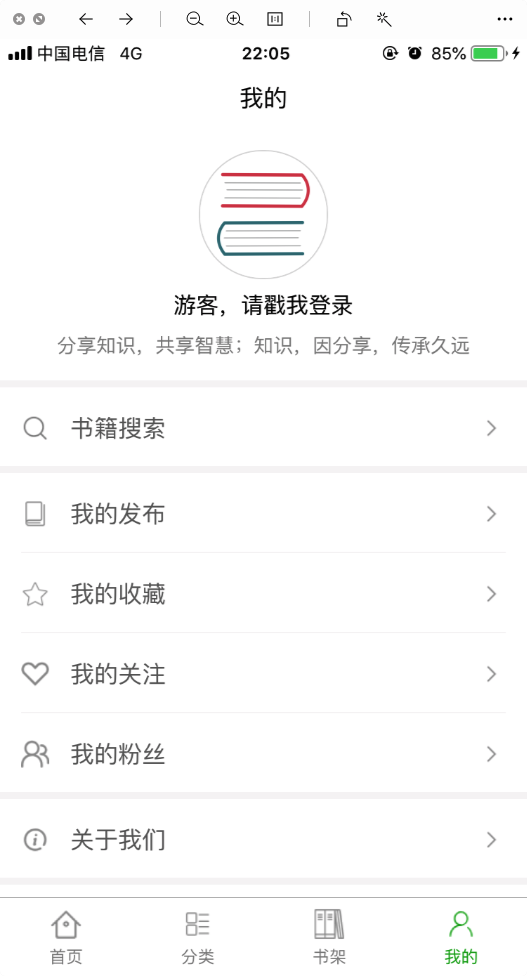 中国电信 4G 22:05 85%
我的
游客，请戳我登录
分享知识，共享智慧；知识，因分享，传承久远
书籍搜索
我的发布
我的收藏
我的关注
我的粉丝
关于我们
首页 分类 书架 我的